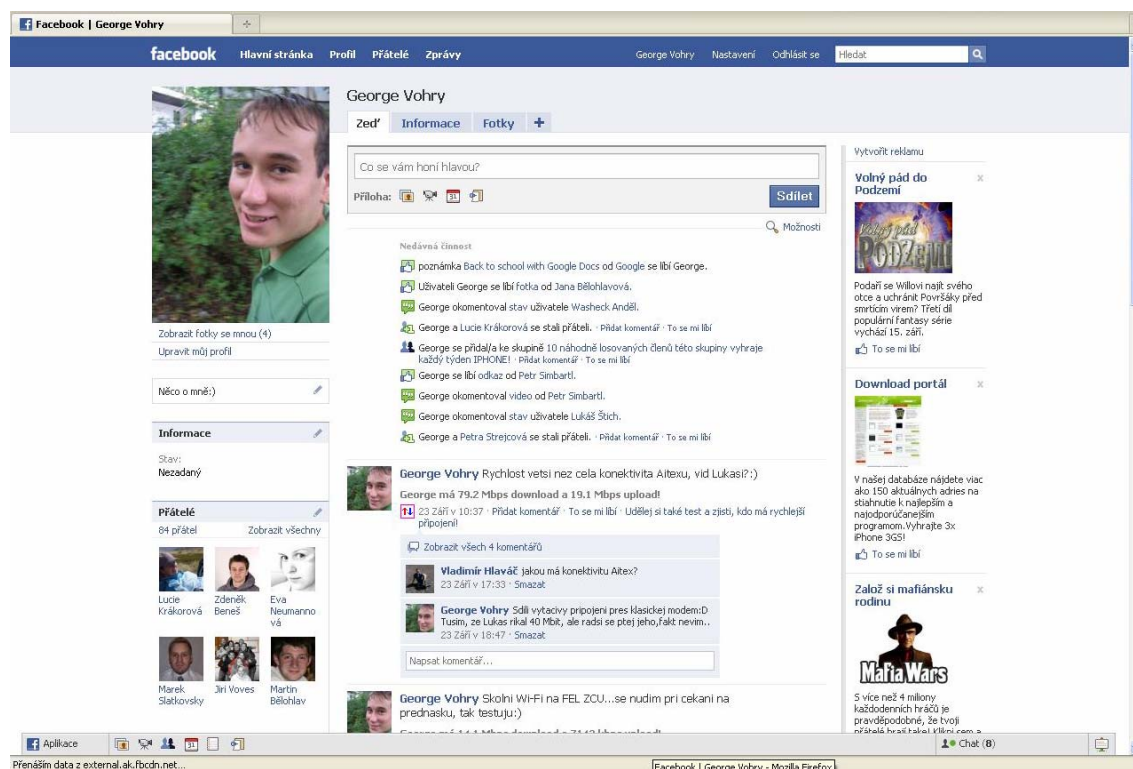 Facebook | George Vohry
facebook Hlavní stránka Profil Přátelé Zprávy George Vohry Nastavení Odhlásit se Hledat
George Vohry
Zeď Informace Fotky
Co se vám honí hlavou?
Příloha: 31 Sdílet
Možnosti
Nedávná činnost
poznámka Back to school with Google Docs od Google se líbí George.
Uživateli George se líbí fotka od Jana Bělohlavová.
George okomentoval stav uživatele Washeck Anděl.
George a Lucie Krákorová se stali přáteli. · Přidat komentář · To se mi líbí
George se přidal/a ke skupině 10 náhodně losovaných členů této skupiny vyhraje
každý týden IPHONE! · Přidat komentář · To se mi líbí
George se líbí odkaz od Petr Simbartl.
George okomentoval video od Petr Simbartl.
George okomentoval stav uživatele Lukáš Štich.
George a Petra Strejcová se stali přáteli. · Přidat komentář · To se mi líbí
George Vohry Rychlost vetsi nez cela konektivita Aitexu, vid Lukasi?:)
George má 79.2 Mbps download a 19.1 Mbps upload!
23 Září v 10:37 · Přidat komentář · To se mi líbí · Udělej si také test a zjisti, kdo má rychlejší
připojení!
Zobrazit všech 4 komentářů
Vladimír Hlaváč jakou má konektivitu Aitex?
23 Září v 17:33 · Smazat
George Vohry Sdili vytacivy pripojeni pres klasickej modem:D
Tusim, ze Lukas rikal 40 Mbit, ale radsi se ptej jeho,fakt nevim..
23 Září v 18:47 · Smazat
Napsat komentář...
George Vohry Skolni Wi-Fi na FEL ZCU...se nudim pri cekani na
prednasku, tak testuju:)
Zobrazit fotky se mnou (4)
Upravit můj profil
Něco o mně:)
Informace
Stav:
Nezadaný
Přátelé
84 přátel Zobrazit všechny
Lucie
Krákorová
Zdeněk
Beneš
Eva
Neumanno
vá
Marek
Slatkovsky
Jiri Voves
Martin
Bělohlav
Vytvořit reklamu
Volný pád do
Podzemí
Volný pád
PODZEMÍ
Podaří se Willovi najít svého
otce a uchránit Površáky před
smrtícím virem? Třetí díl
populární fantasy série
vychází 15. září.
To se mi líbí
Download portál
V našej databáze nájdete viac
ako 150 aktuálnych adries na
stiahnutie k najlepším a
najodporúčanejším
programom.Vyhrajte 3x
iPhone 3GS!
To se mi líbí
Založ si mafiánsku
rodinu
Mafia Wars
S více než 4 miliony
každodenních hráčů je
pravděpodobné, že tvoji
Aplikace 31 Chat (8)
Přenáším data z external.ak.fbcdn.net...
Facebook | George Vohry - Mozilla Firefox